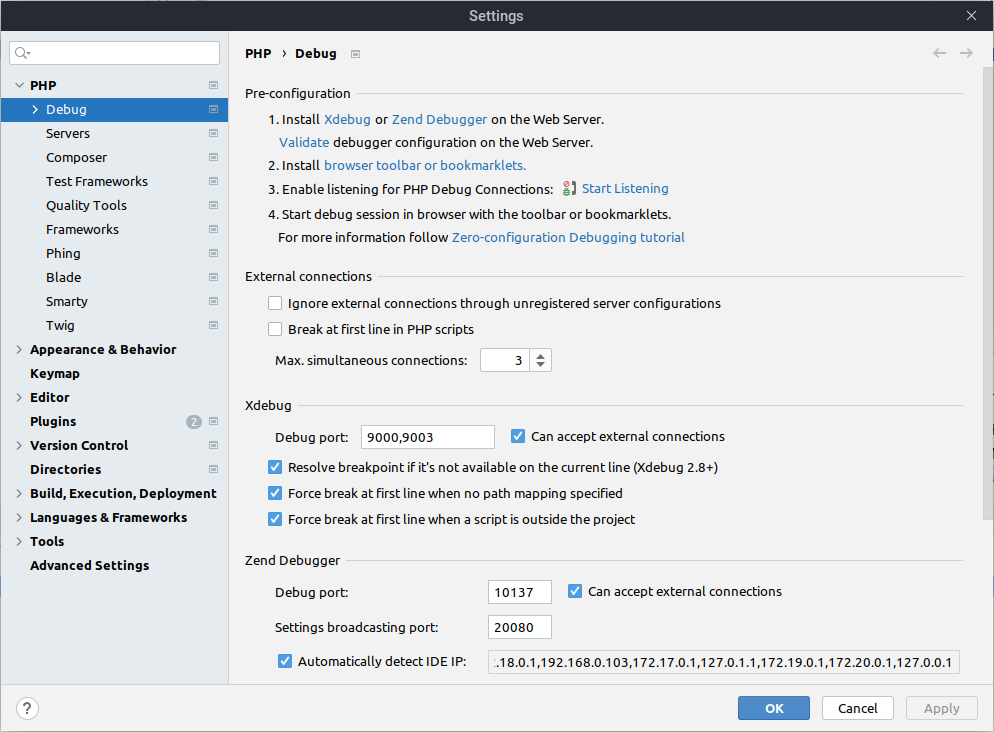 Settings
PHP
Debug
Servers
Composer
Test Frameworks
Quality Tools
Frameworks
Phing
Blade
Smarty
Twig
Appearance & Behavior
Keymap
Editor
Plugins 2
Version Control
Directories
Build, Execution, Deployment
Languages & Frameworks
Tools
Advanced Settings
PHP › Debug
Pre-configuration
1. Install Xdebug or Zend Debugger on the Web Server.
Validate debugger configuration on the Web Server.
2. Install browser toolbar or bookmarklets.
3. Enable listening for PHP Debug Connections: Start Listening
4. Start debug session in browser with the toolbar or bookmarklets.
For more information follow Zero-configuration Debugging tutorial
External connections
Ignore external connections through unregistered server configurations
Break at first line in PHP scripts
Max. simultaneous connections: 3
Xdebug
Debug port: 9000,9003 Can accept external connections
Resolve breakpoint if it's not available on the current line (Xdebug 2.8+)
Force break at first line when no path mapping specified
Force break at first line when a script is outside the project
Zend Debugger
Debug port: 10137 Can accept external connections
Settings broadcasting port: 20080
Automatically detect IDE IP: .18.0.1,192.168.0.103,172.17.0.1,127.0.1.1,172.19.0.1,172.20.0.1,127.0.0.1
? OK Cancel Apply